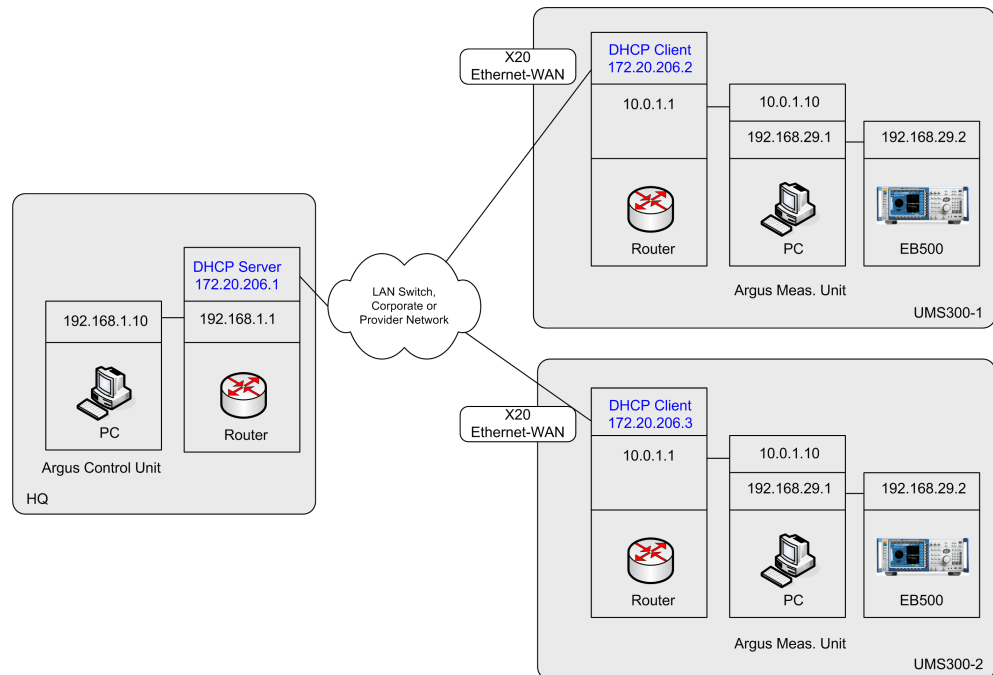 X20
Ethernet-WAN
DHCP Client
172.20.206.2
10.0.1.1
10.0.1.10
192.168.29.1
192.168.29.2
Router
PC
EB500
Argus Meas. Unit
UMS300-1
DHCP Server
172.20.206.1
192.168.1.10
192.168.1.1
PC
Router
Argus Control Unit
HQ
LAN Switch,
Corporate or
Provider Network
X20
Ethernet-WAN
DHCP Client
172.20.206.3
10.0.1.1
10.0.1.10
192.168.29.1
192.168.29.2
Router
PC
EB500
Argus Meas. Unit
UMS300-2